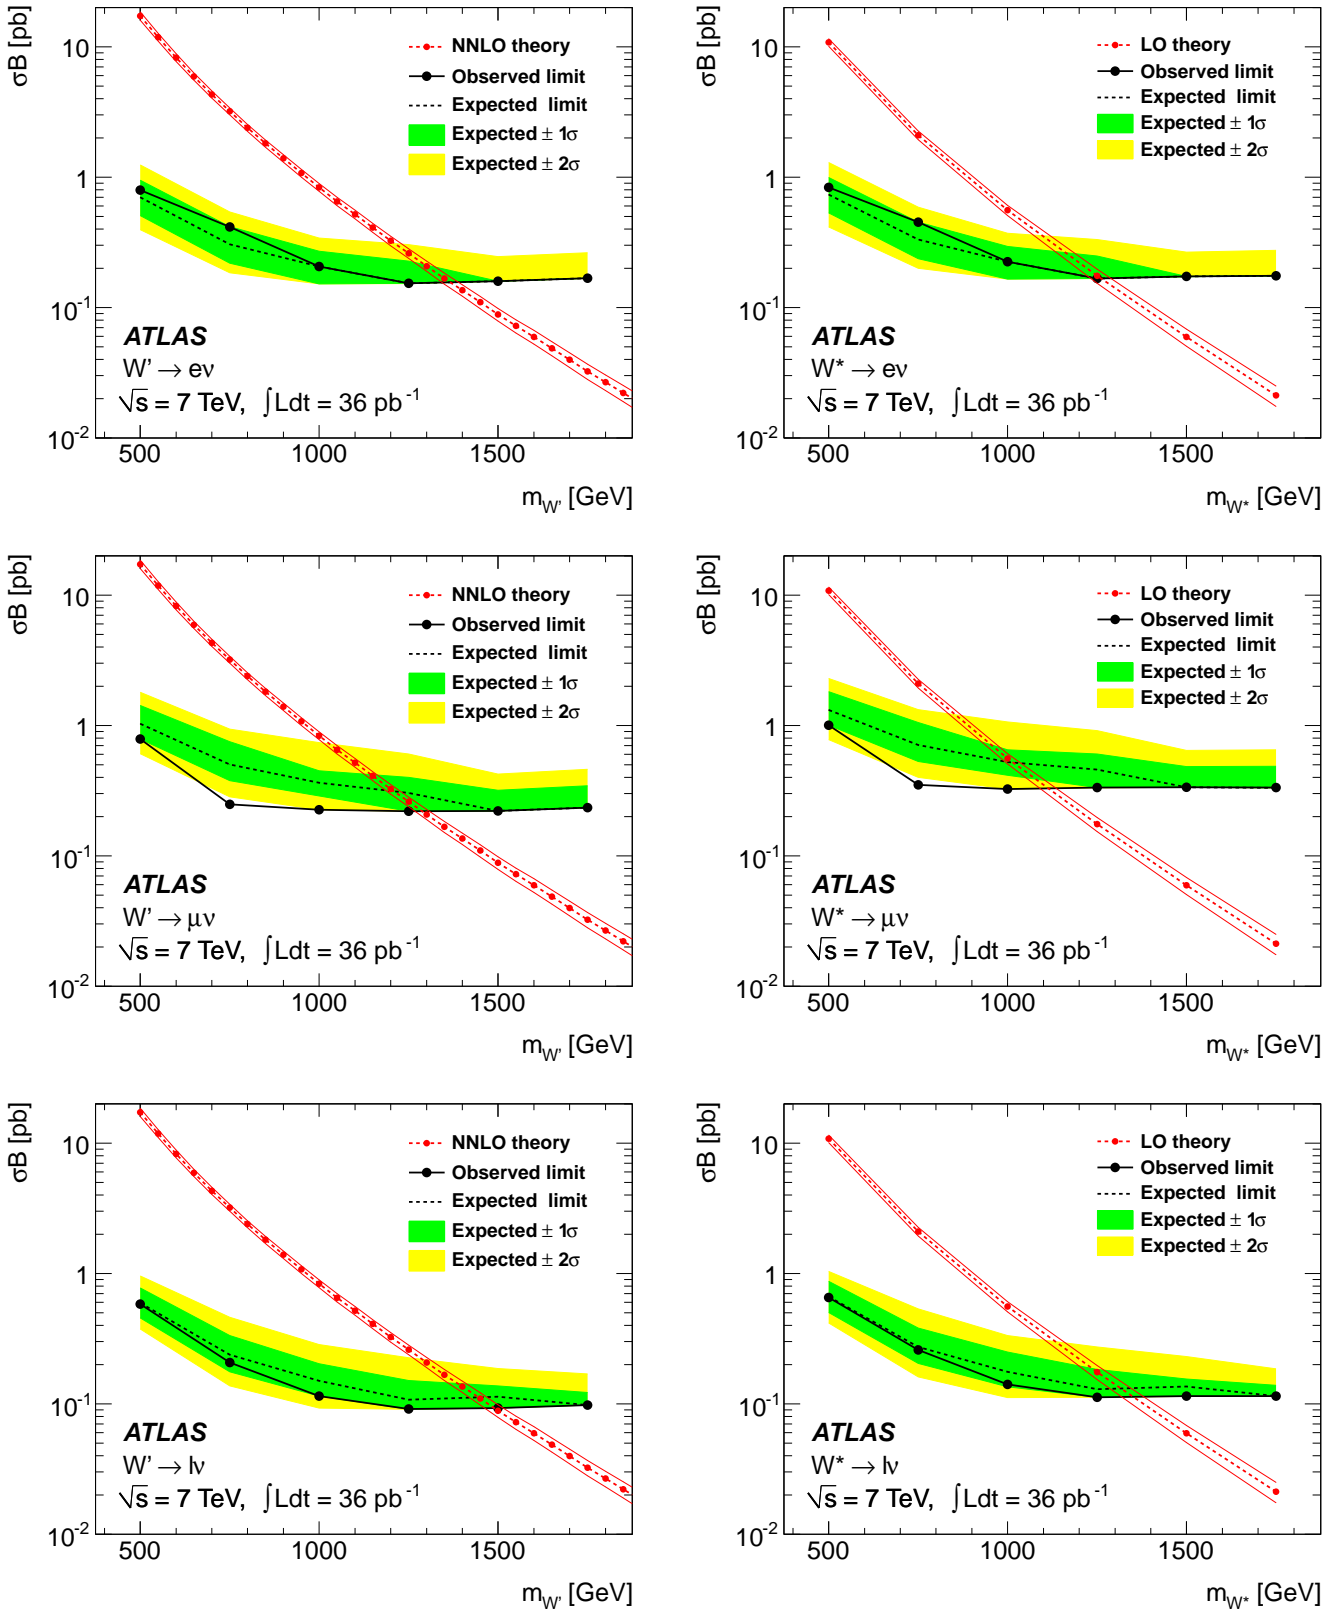 σB [pb]
10
1
10⁻¹
10⁻²
NNLO theory
Observed limit
Expected limit
Expected ± 1σ
Expected ± 2σ
ATLAS
W' → eν
√s = 7 TeV, ∫Ldt = 36 pb⁻¹
500 1000 1500
m_W' [GeV]
σB [pb]
10
1
10⁻¹
10⁻²
LO theory
Observed limit
Expected limit
Expected ± 1σ
Expected ± 2σ
ATLAS
W* → eν
√s = 7 TeV, ∫Ldt = 36 pb⁻¹
500 1000 1500
m_W* [GeV]
σB [pb]
10
1
10⁻¹
10⁻²
NNLO theory
Observed limit
Expected limit
Expected ± 1σ
Expected ± 2σ
ATLAS
W' → μν
√s = 7 TeV, ∫Ldt = 36 pb⁻¹
500 1000 1500
m_W' [GeV]
σB [pb]
10
1
10⁻¹
10⁻²
LO theory
Observed limit
Expected limit
Expected ± 1σ
Expected ± 2σ
ATLAS
W* → μν
√s = 7 TeV, ∫Ldt = 36 pb⁻¹
500 1000 1500
m_W* [GeV]
σB [pb]
10
1
10⁻¹
10⁻²
NNLO theory
Observed limit
Expected limit
Expected ± 1σ
Expected ± 2σ
ATLAS
W' → lν
√s = 7 TeV, ∫Ldt = 36 pb⁻¹
500 1000 1500
m_W' [GeV]
σB [pb]
10
1
10⁻¹
10⁻²
LO theory
Observed limit
Expected limit
Expected ± 1σ
Expected ± 2σ
ATLAS
W* → lν
√s = 7 TeV, ∫Ldt = 36 pb⁻¹
500 1000 1500
m_W* [GeV]